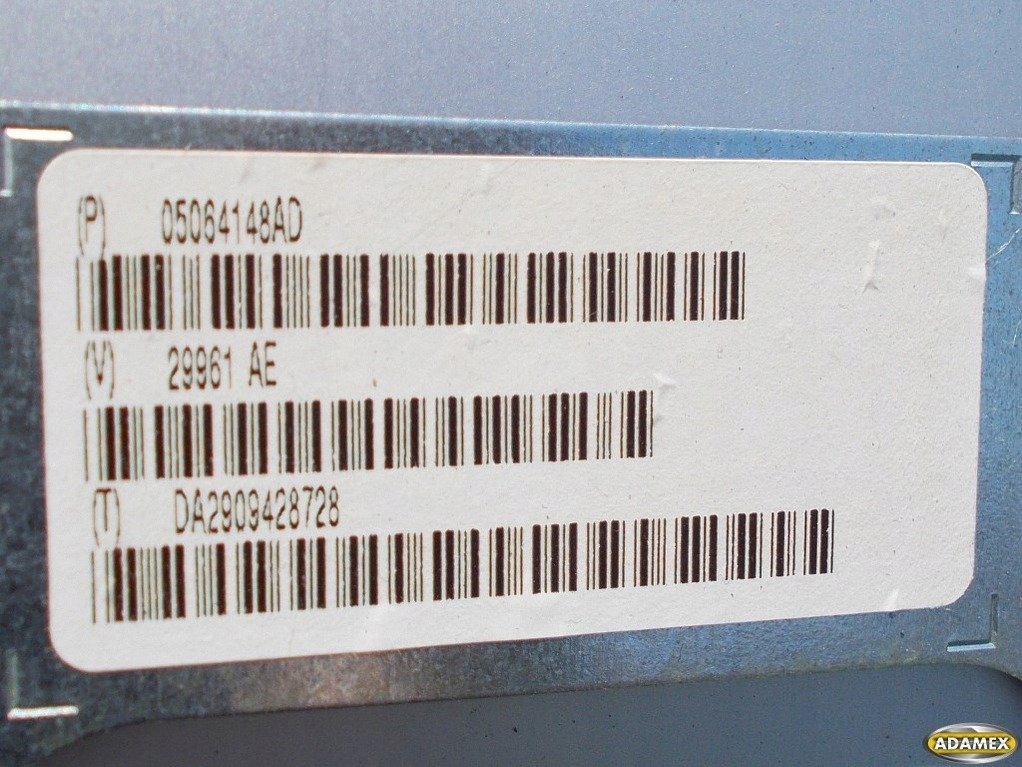 (P) 05064148AD
(V) 29961 AE
(T) DA2909428728
ADAMEX